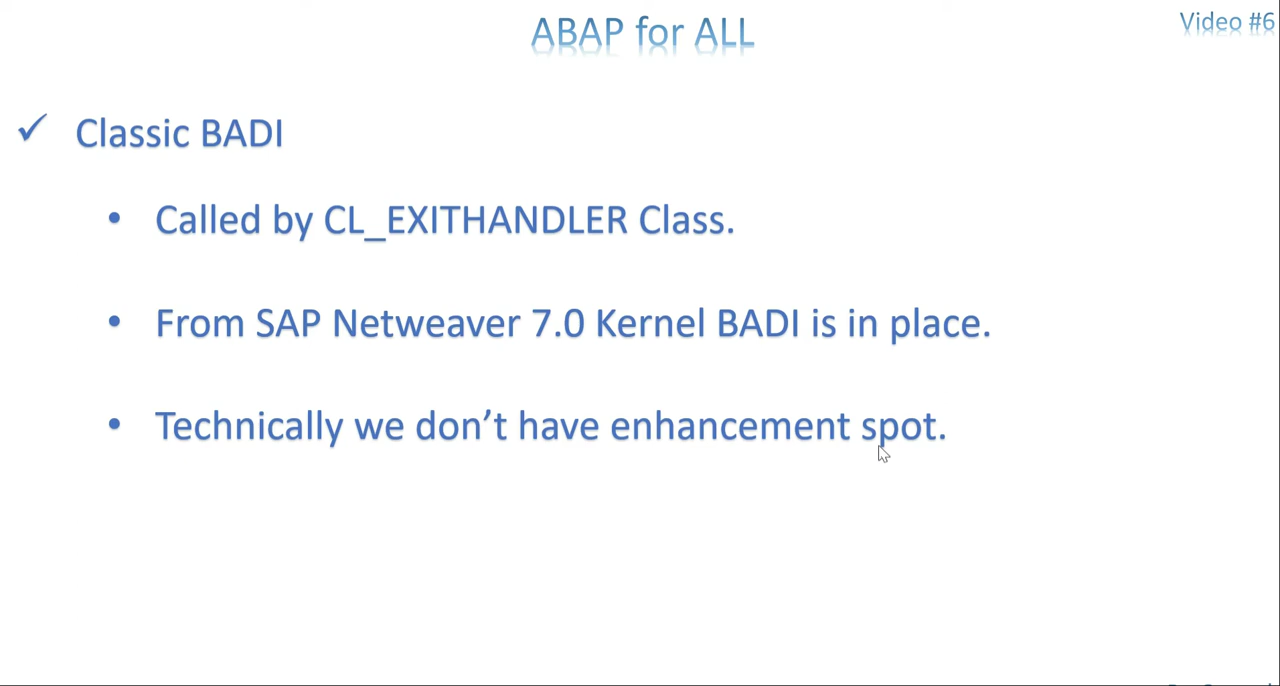 ABAP for ALL
Video #6
✓ Classic BADI
• Called by CL_EXITHANDLER Class.
• From SAP Netweaver 7.0 Kernel BADI is in place.
• Technically we don't have enhancement spot.